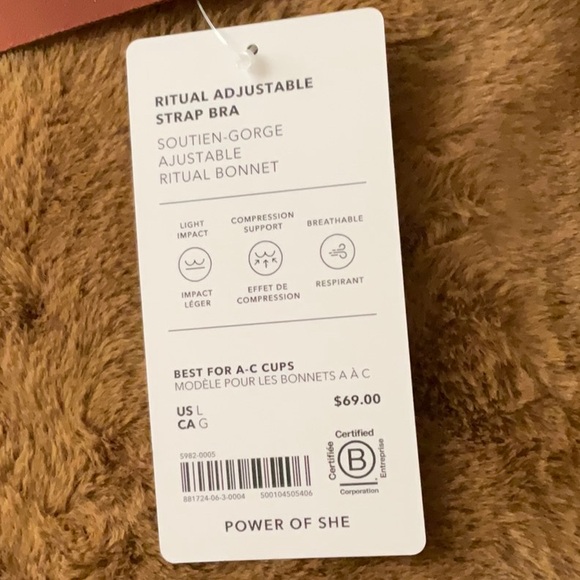 RITUAL ADJUSTABLE
STRAP BRA
SOUTIEN-GORGE
AJUSTABLE
RITUAL BONNET
LIGHT
IMPACT
COMPRESSION
SUPPORT
BREATHABLE
IMPACT
LÉGER
EFFET DE
COMPRESSION
RESPIRANT
BEST FOR A-C CUPS
MODÈLE POUR LES BONNETS A À C
US L
CA G
$69.00
5982-0005
881724-06-3-0004 S00104505406
Certified
Certifiée
B
Entreprise
Corporation
POWER OF SHE